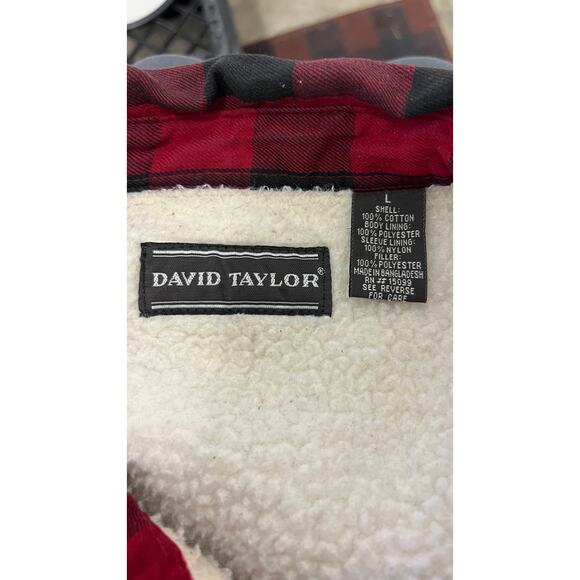 DAVID TAYLOR®
L
SHELL:
100% COTTON
BODY LINING:
100% POLYESTER
SLEEVE LINING:
100% NYLON
FILLER:
100% POLYESTER
MADE IN BANGLADESH
RN # 15099
SEE REVERSE
FOR CARE